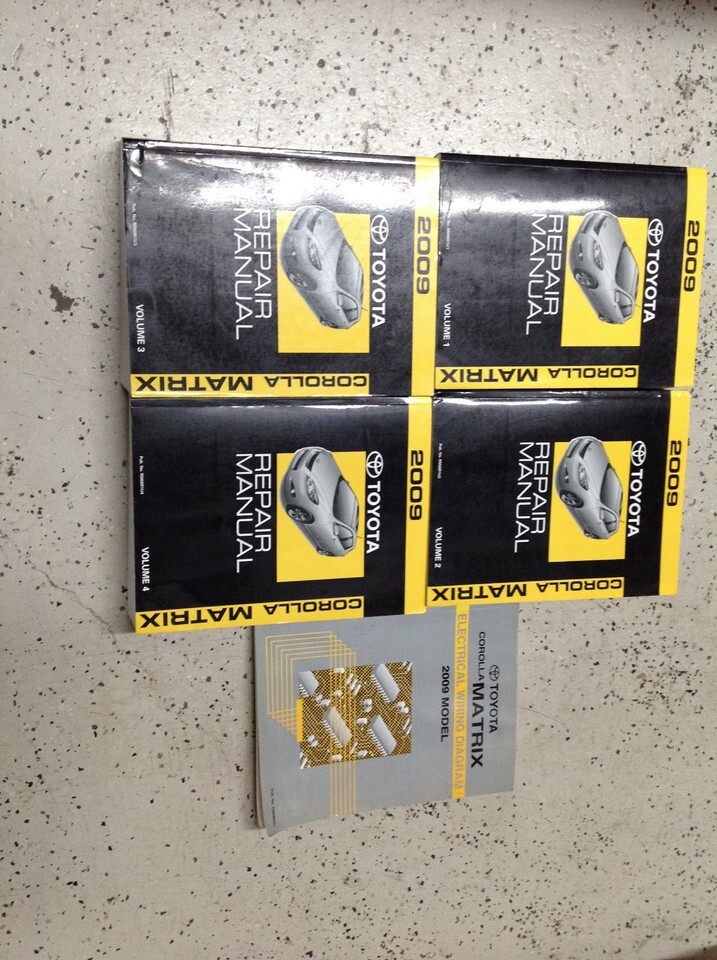 2009
TOYOTA
REPAIR
MANUAL
VOLUME 1
COROLLA MATRIX
2009
TOYOTA
REPAIR
MANUAL
VOLUME 2
COROLLA MATRIX
2009
TOYOTA
REPAIR
MANUAL
VOLUME 3
COROLLA MATRIX
2009
TOYOTA
REPAIR
MANUAL
VOLUME 4
COROLLA MATRIX
TOYOTA
COROLLA MATRIX
ELECTRICAL WIRING DIAGRAM
2009 MODEL